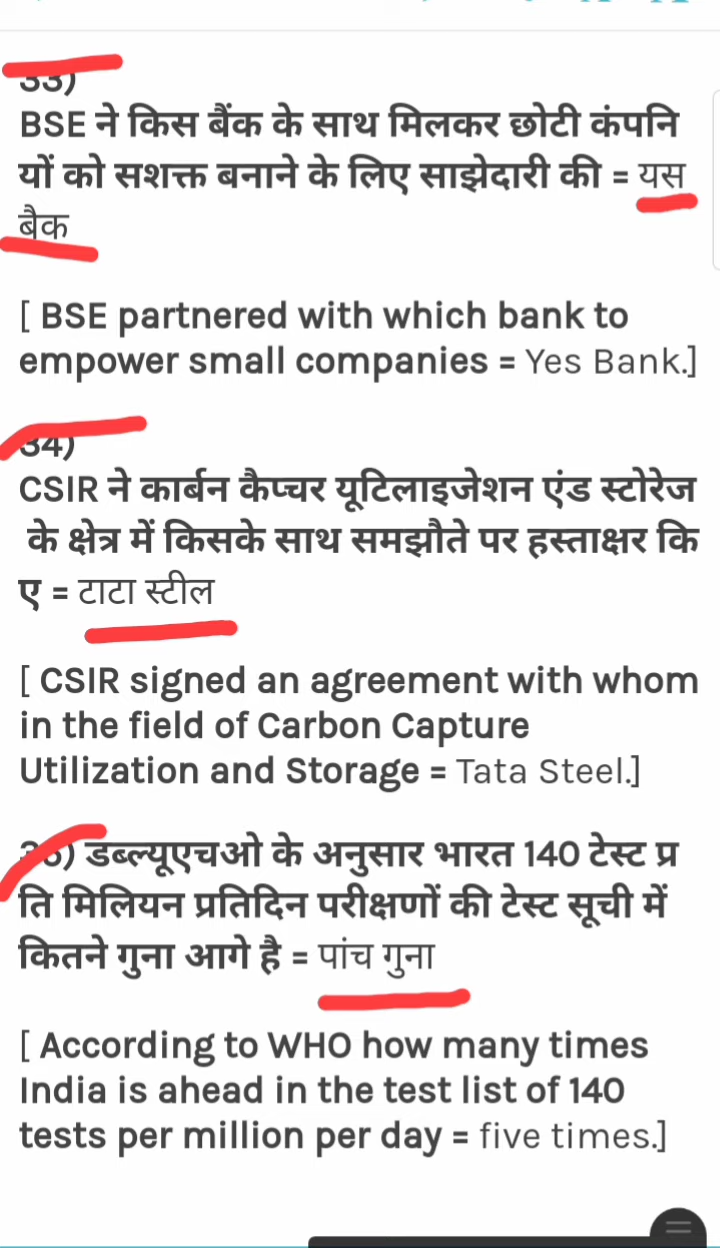 33)
BSE ने किस बैंक के साथ मिलकर छोटी कंपनि
यों को सशक्त बनाने के लिए साझेदारी की = यस
बैक
[ BSE partnered with which bank to
empower small companies = Yes Bank.]
34)
CSIR ने कार्बन कैप्चर यूटिलाइजेशन एंड स्टोरेज
के क्षेत्र में किसके साथ समझौते पर हस्ताक्षर कि
ए = टाटा स्टील
[ CSIR signed an agreement with whom
in the field of Carbon Capture
Utilization and Storage = Tata Steel.]
डब्ल्यूएचओ के अनुसार भारत 140 टेस्ट प्र
ति मिलियन प्रतिदिन परीक्षणों की टेस्ट सूची में
कितने गुना आगे है = पांच गुना
[ According to WHO how many times
India is ahead in the test list of 140
tests per million per day = five times.]